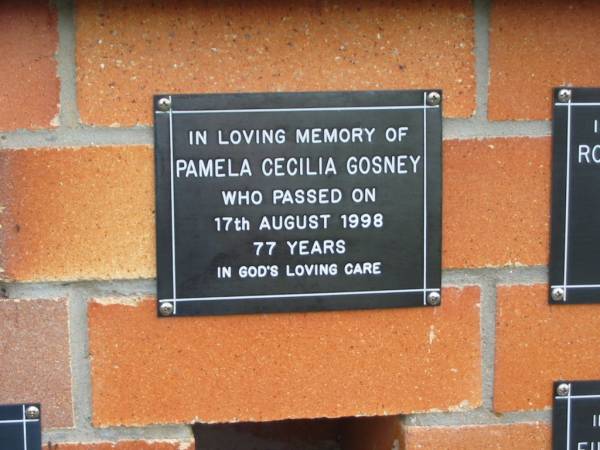 IN LOVING MEMORY OF
PAMELA CECILIA GOSNEY
WHO PASSED ON
17th AUGUST 1998
77 YEARS
IN GOD'S LOVING CARE